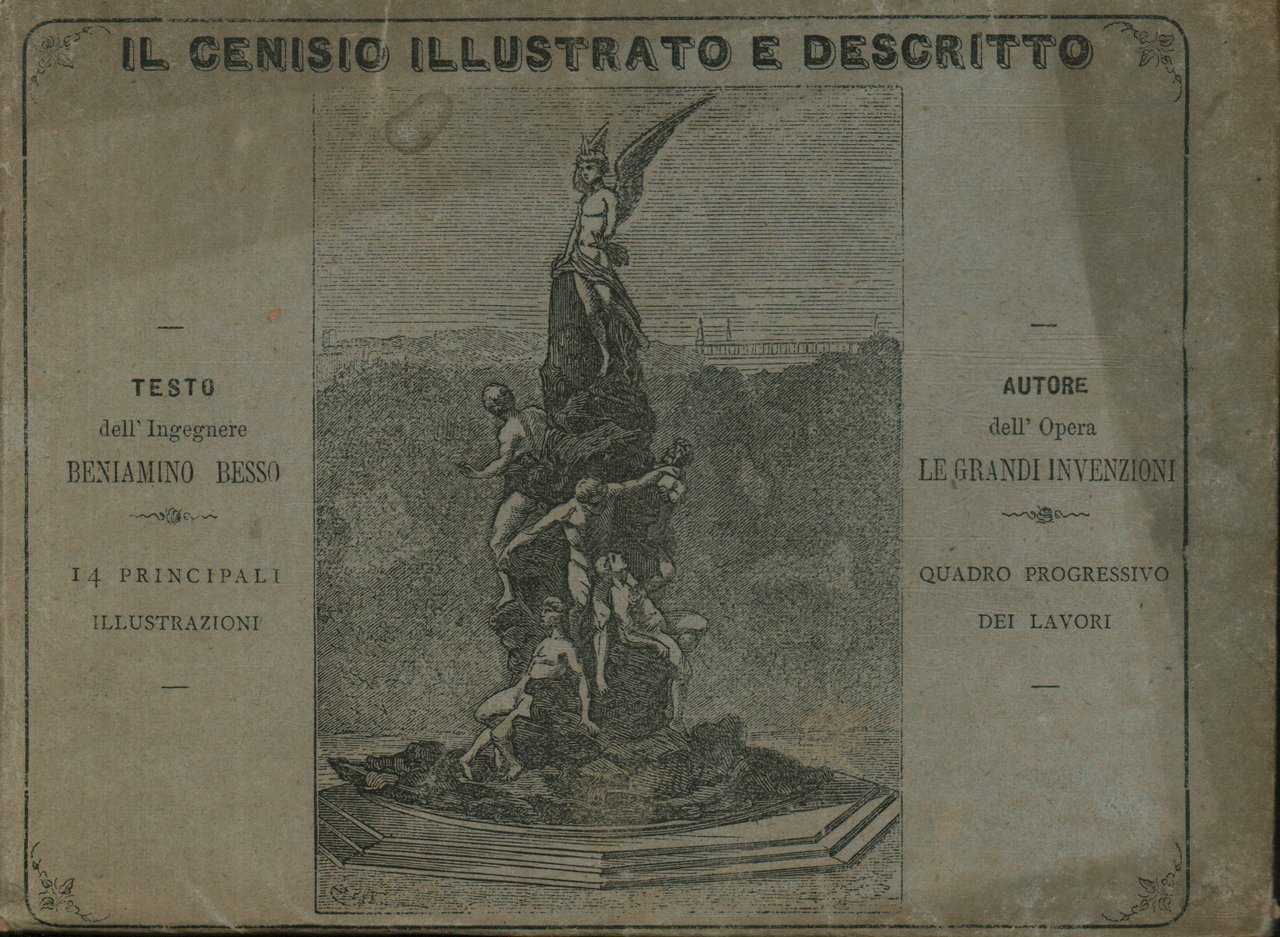 IL CENISIO ILLUSTRATO E DESCRITTO
TESTO
dell' Ingegnere
BENIAMINO BESSO
14 PRINCIPALI
ILLUSTRAZIONI
AUTORE
dell' Opera
LE GRANDI INVENZIONI
QUADRO PROGRESSIVO
DEI LAVORI